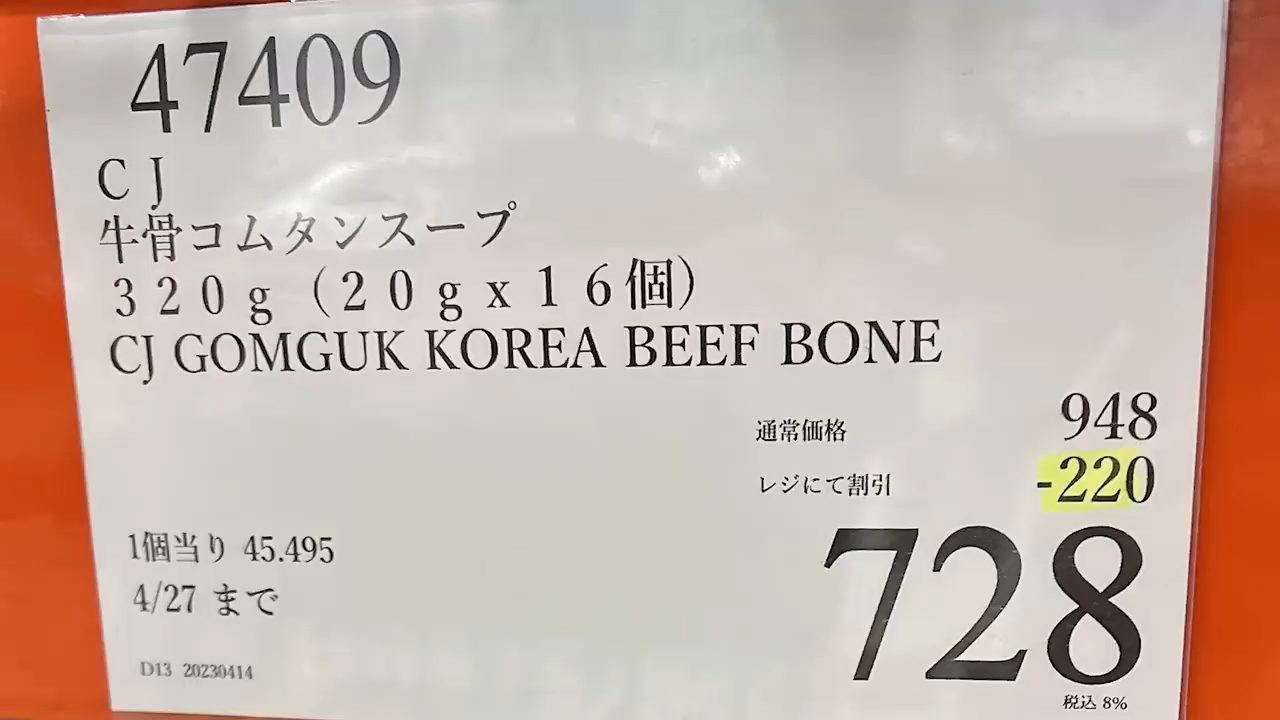 47409
ＣＪ
牛骨コムタンスープ
３２０ｇ（２０ｇｘ１６個）
CJ GOMGUK KOREA BEEF BONE
通常価格 948
レジにて割引 -220
728
1個当り 45.495
4/27 まで
税込 8%
D13 20230414